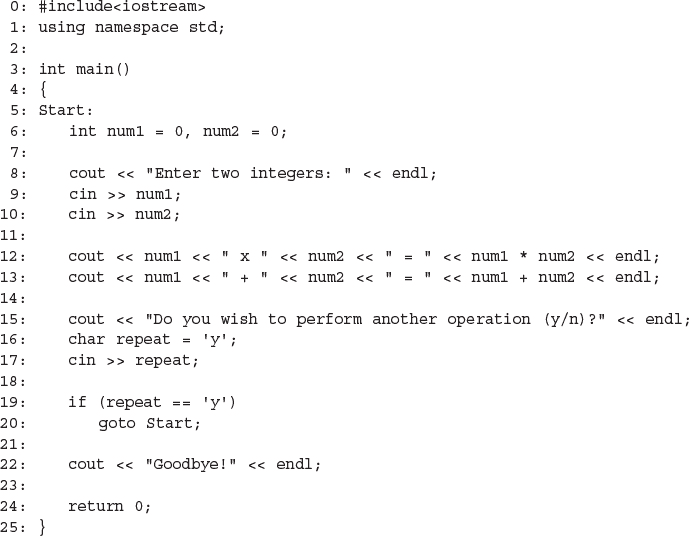 0: #include<iostream>
1: using namespace std;
2:
3: int main()
4: {
5: Start:
6:    int num1 = 0, num2 = 0;
7:
8:    cout << "Enter two integers: " << endl;
9:    cin >> num1;
10:    cin >> num2;
11:
12:    cout << num1 << " x " << num2 << " = " << num1 * num2 << endl;
13:    cout << num1 << " + " << num2 << " = " << num1 + num2 << endl;
14:
15:    cout << "Do you wish to perform another operation (y/n)?" << endl;
16:    char repeat = 'y';
17:    cin >> repeat;
18:
19:    if (repeat == 'y')
20:       goto Start;
21:
22:    cout << "Goodbye!" << endl;
23:
24:    return 0;
25: }